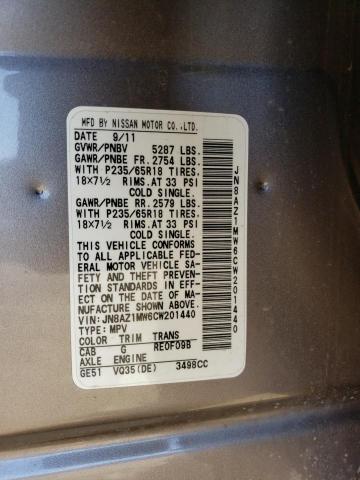 MFD BY NISSAN MOTOR CO.,LTD.
DATE 9/11
GVWR/PNBV 5287 LBS.
GAWR/PNBE FR. 2754 LBS.
WITH P235/65R18 TIRES.
18×7½ RIMS.AT 33 PSI
COLD SINGLE.
GAWR/PNBE RR. 2579 LBS.
WITH P235/65R18 TIRES.
18×7½ RIMS.AT 33 PSI
COLD SINGLE.
THIS VEHICLE CONFORMS
TO ALL APPLICABLE FED-
ERAL MOTOR VEHICLE SA-
FETY AND THEFT PREVEN-
TION STANDARDS IN EFF-
ECT ON THE DATE OF MA-
NUFACTURE SHOWN ABOVE.
VIN:JN8AZ1MW6CW201440
TYPE: MPV
COLOR TRIM TRANS
CAB G RE0F09B
AXLE ENGINE
GE51 VQ35(DE) 3498CC
JN8AZ1MW6CW201440